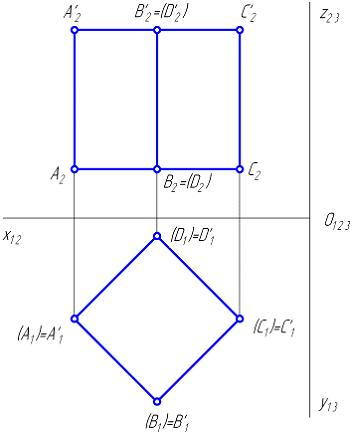 A'₂ B'₂=(D'₂) C'₂ z₂₃
A₂ B₂=(D₂) C₂
x₁₂ 0₁₂₃
(D₁)=D'₁
(A₁)=A'₁ (C₁)=C'₁
(B₁)=B'₁ y₁₃